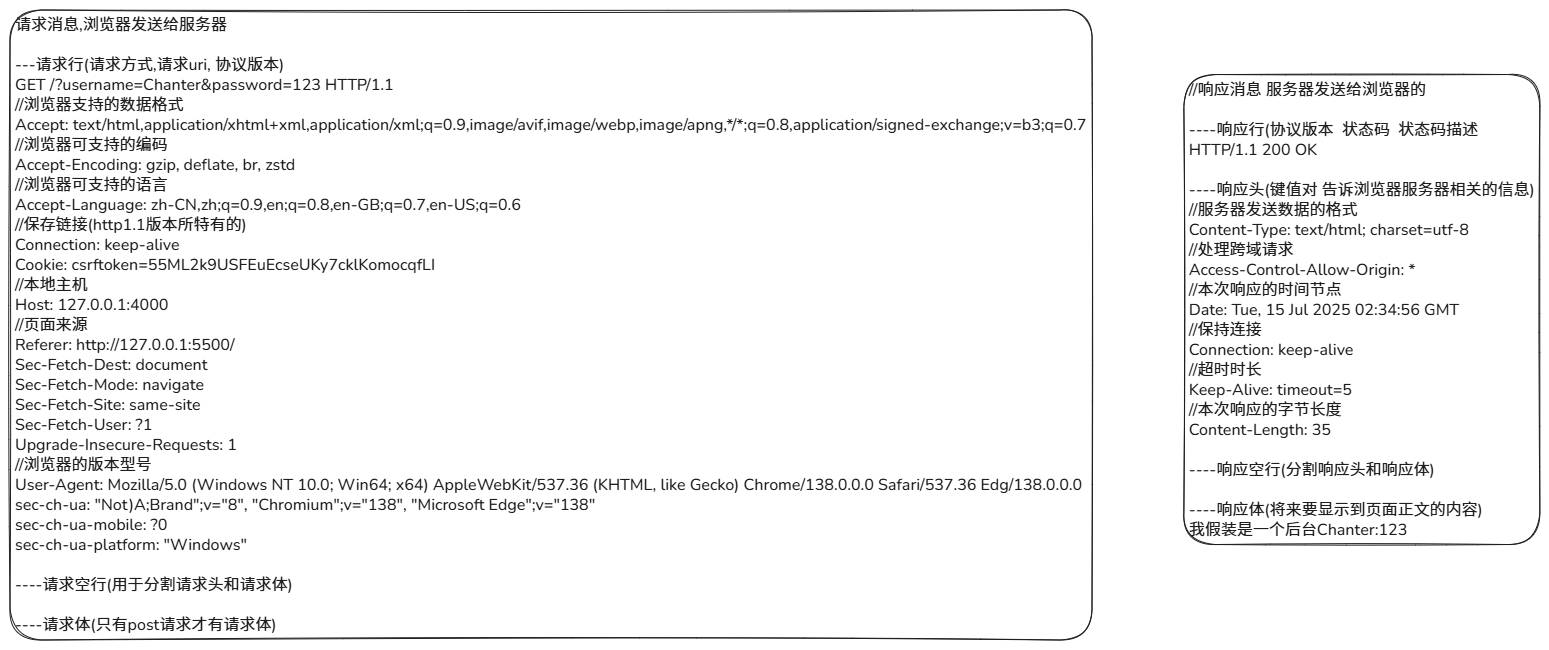 请求消息,浏览器发送给服务器
---请求行(请求方式,请求uri, 协议版本)
GET /?username=Chanter&password=123 HTTP/1.1
//浏览器支持的数据格式
Accept: text/html,application/xhtml+xml,application/xml;q=0.9,image/avif,image/webp,image/apng,*/*;q=0.8,application/signed-exchange;v=b3;q=0.7
//浏览器可支持的编码
Accept-Encoding: gzip, deflate, br, zstd
//浏览器可支持的语言
Accept-Language: zh-CN,zh;q=0.9,en;q=0.8,en-GB;q=0.7,en-US;q=0.6
//保存链接(http1.1版本所特有的)
Connection: keep-alive
Cookie: csrftoken=55ML2k9USFEuEcseUKy7cklKomocqfLI
//本地主机
Host: 127.0.0.1:4000
//页面来源
Referer: http://127.0.0.1:5500/
Sec-Fetch-Dest: document
Sec-Fetch-Mode: navigate
Sec-Fetch-Site: same-site
Sec-Fetch-User: ?1
Upgrade-Insecure-Requests: 1
//浏览器的版本型号
User-Agent: Mozilla/5.0 (Windows NT 10.0; Win64; x64) AppleWebKit/537.36 (KHTML, like Gecko) Chrome/138.0.0.0 Safari/537.36 Edg/138.0.0.0
sec-ch-ua: "Not)A;Brand";v="8", "Chromium";v="138", "Microsoft Edge";v="138"
sec-ch-ua-mobile: ?0
sec-ch-ua-platform: "Windows"
----请求空行(用于分割请求头和请求体)
----请求体(只有post请求才有请求体)
//响应消息 服务器发送给浏览器的
----响应行(协议版本  状态码  状态码描述
HTTP/1.1 200 OK
----响应头(键值对 告诉浏览器服务器相关的信息)
//服务器发送数据的格式
Content-Type: text/html; charset=utf-8
//处理跨域请求
Access-Control-Allow-Origin: *
//本次响应的时间节点
Date: Tue, 15 Jul 2025 02:34:56 GMT
//保持连接
Connection: keep-alive
//超时时长
Keep-Alive: timeout=5
//本次响应的字节长度
Content-Length: 35
----响应空行(分割响应头和响应体)
----响应体(将来要显示到页面正文的内容)
我假装是一个后台Chanter:123